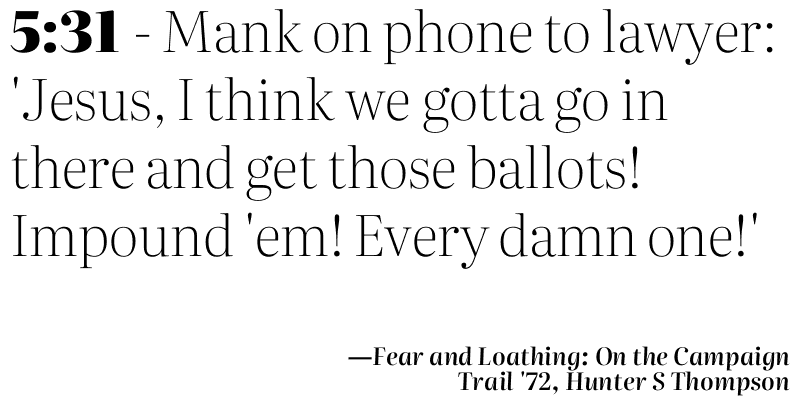 5:31 - Mank on phone to lawyer:
'Jesus, I think we gotta go in
there and get those ballots!
Impound 'em! Every damn one!'
—Fear and Loathing: On the Campaign
Trail '72, Hunter S Thompson